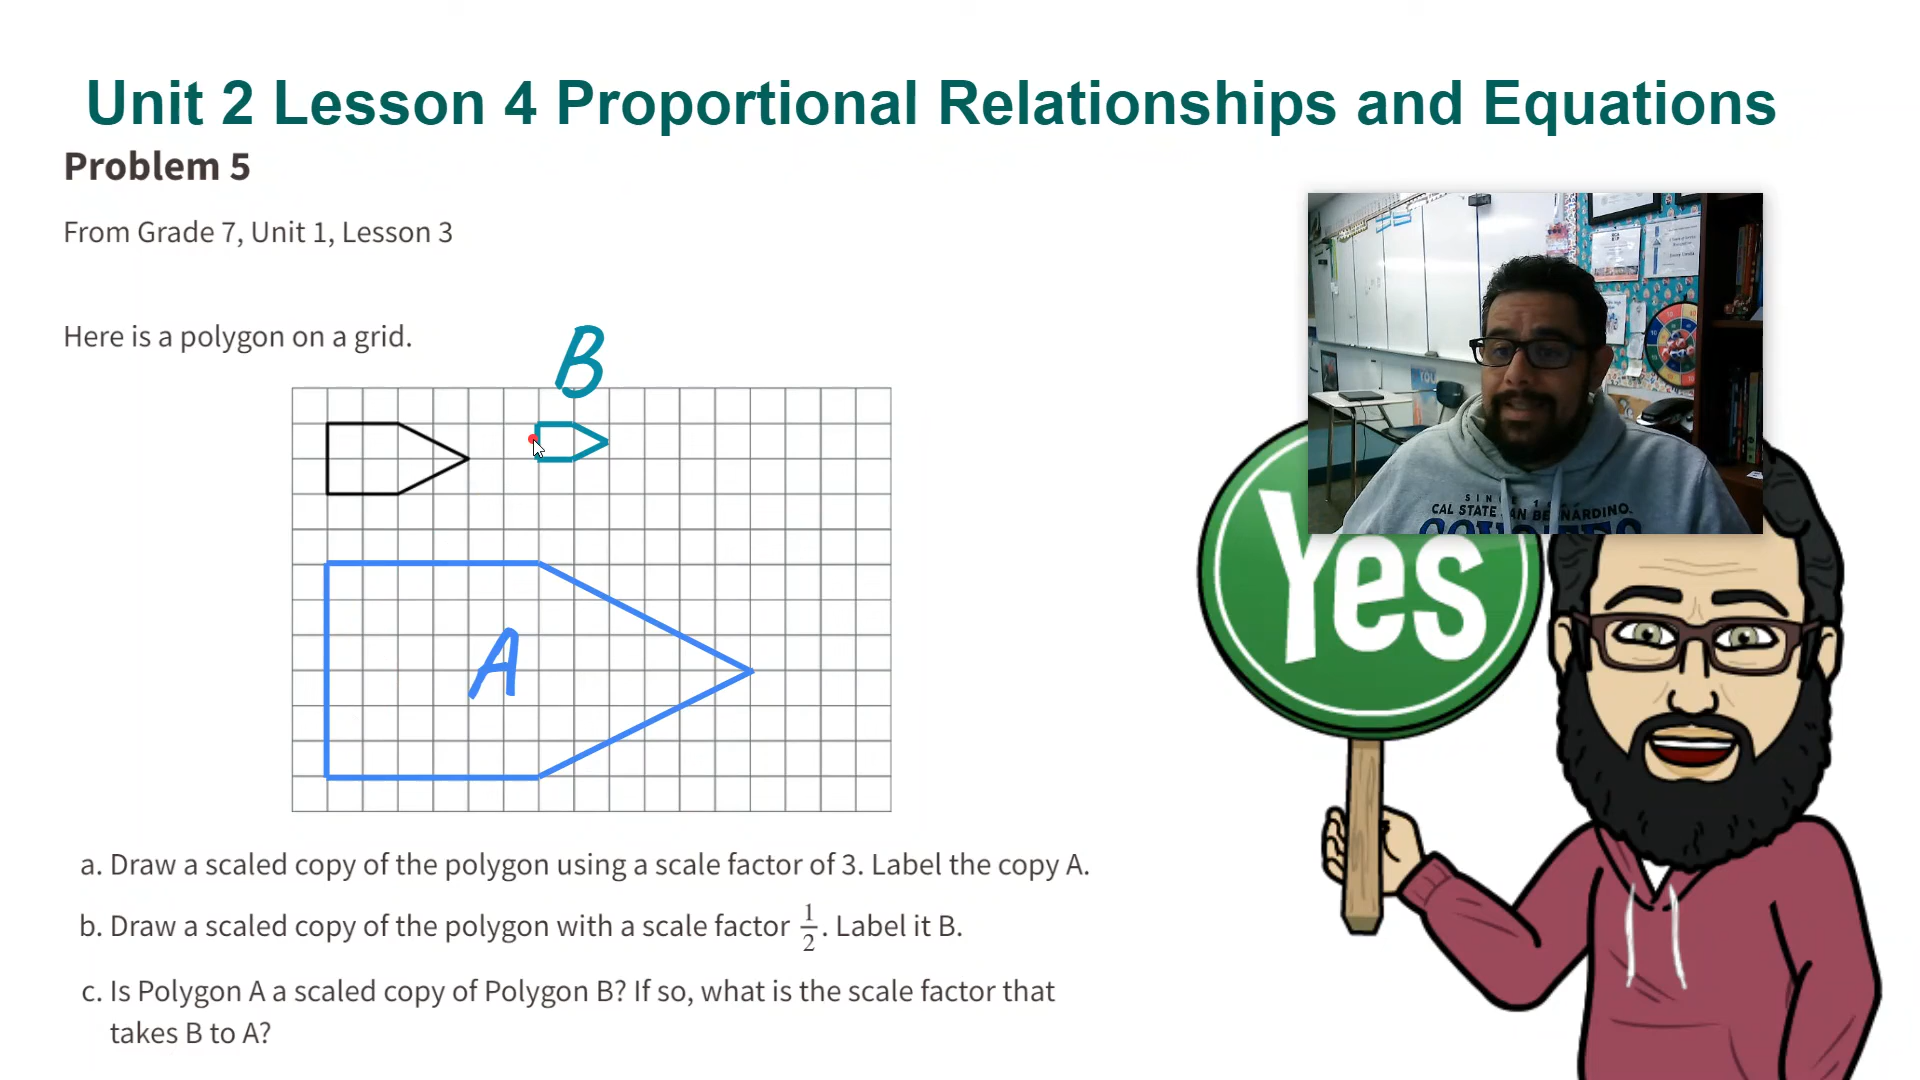 Unit 2 Lesson 4 Proportional Relationships and Equations
Problem 5
From Grade 7, Unit 1, Lesson 3
Here is a polygon on a grid.
B
A
a. Draw a scaled copy of the polygon using a scale factor of 3. Label the copy A.
b. Draw a scaled copy of the polygon with a scale factor 1/2. Label it B.
c. Is Polygon A a scaled copy of Polygon B? If so, what is the scale factor that
takes B to A?
CAL STATE SAN BERNARDINO
Yes